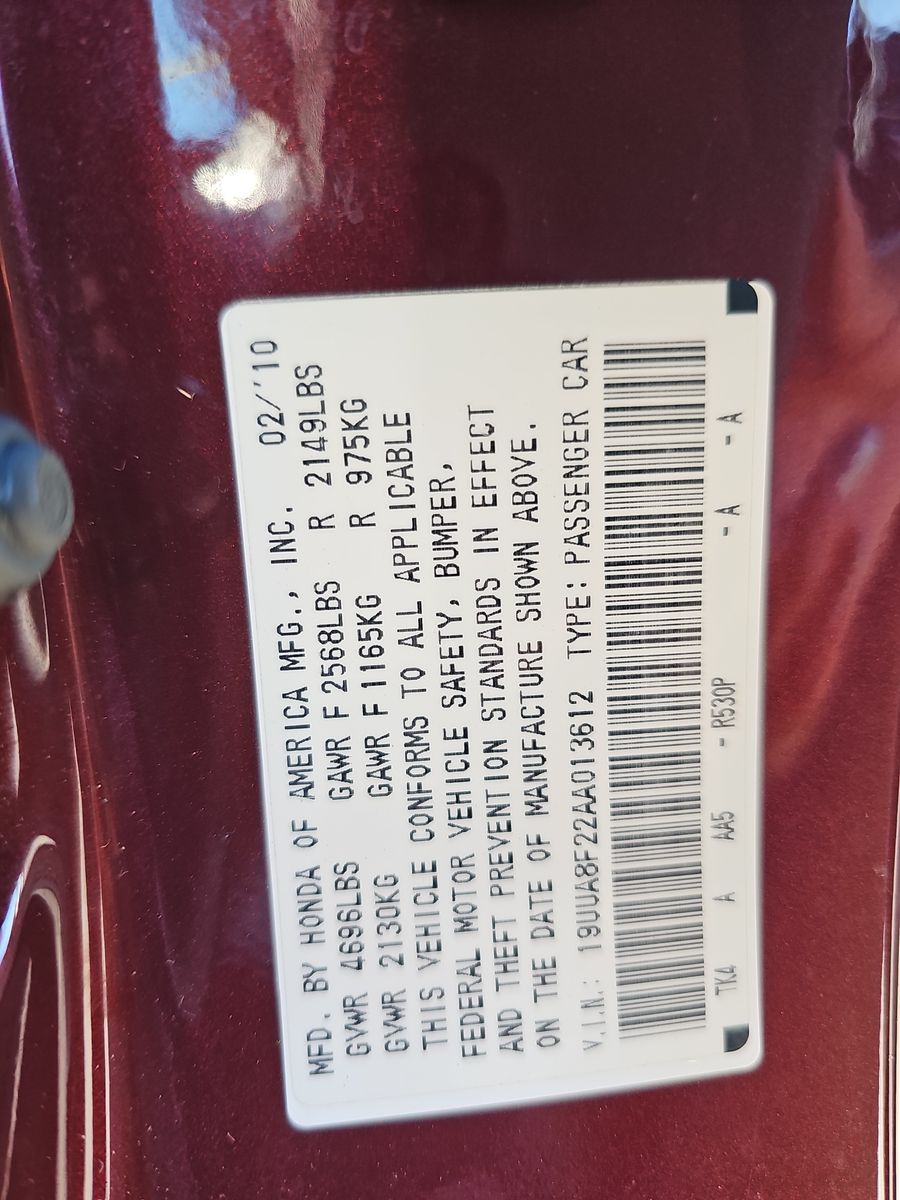 MFD. BY HONDA OF AMERICA MFG., INC. 02/'10
GVWR 4696LBS GAWR F 2568LBS R 2149LBS
GVWR 2130KG GAWR F 1165KG R 975KG
THIS VEHICLE CONFORMS TO ALL APPLICABLE
FEDERAL MOTOR VEHICLE SAFETY, BUMPER,
AND THEFT PREVENTION STANDARDS IN EFFECT
ON THE DATE OF MANUFACTURE SHOWN ABOVE.
V.I.N.: 19UUA8F22AA013612 TYPE: PASSENGER CAR
TK4 A AA5 - R530P - A - A